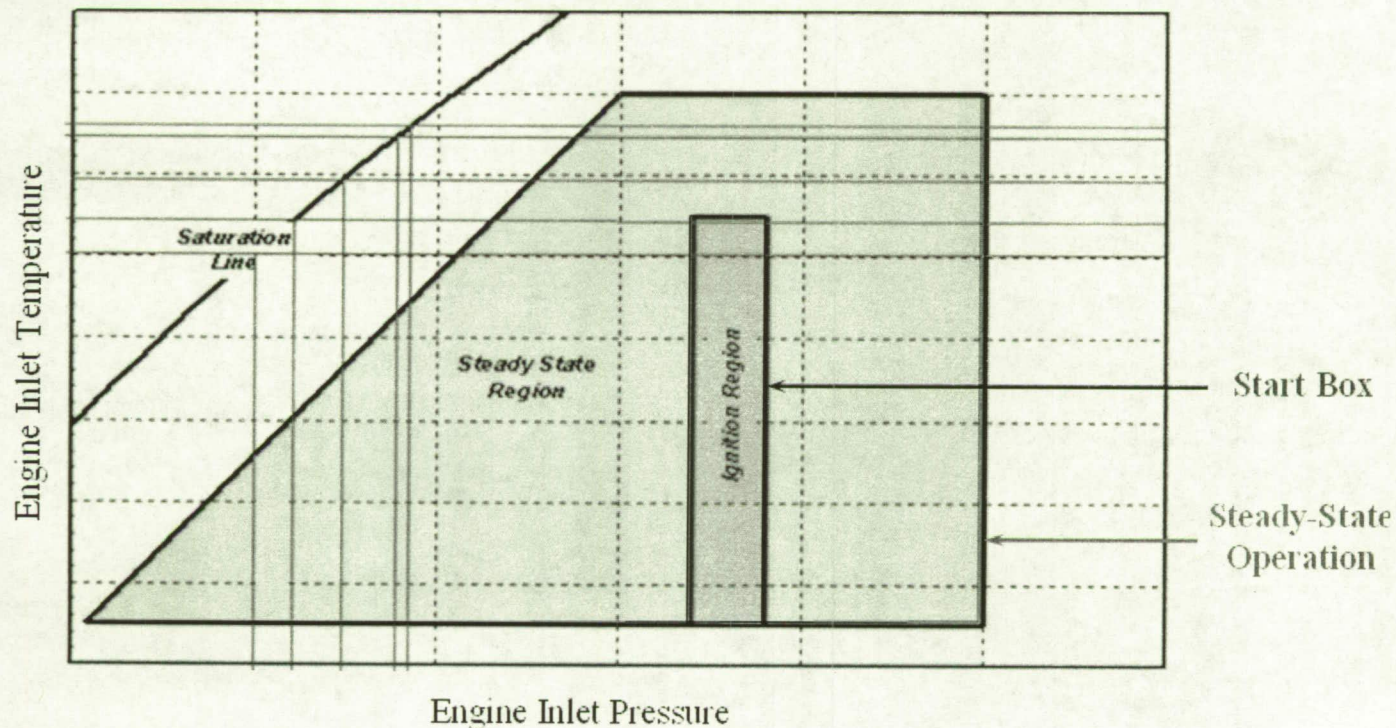 Engine Inlet Temperature
Saturation
Line
Steady State
Region
Ignition Region
Start Box
Steady-State
Operation
Engine Inlet Pressure